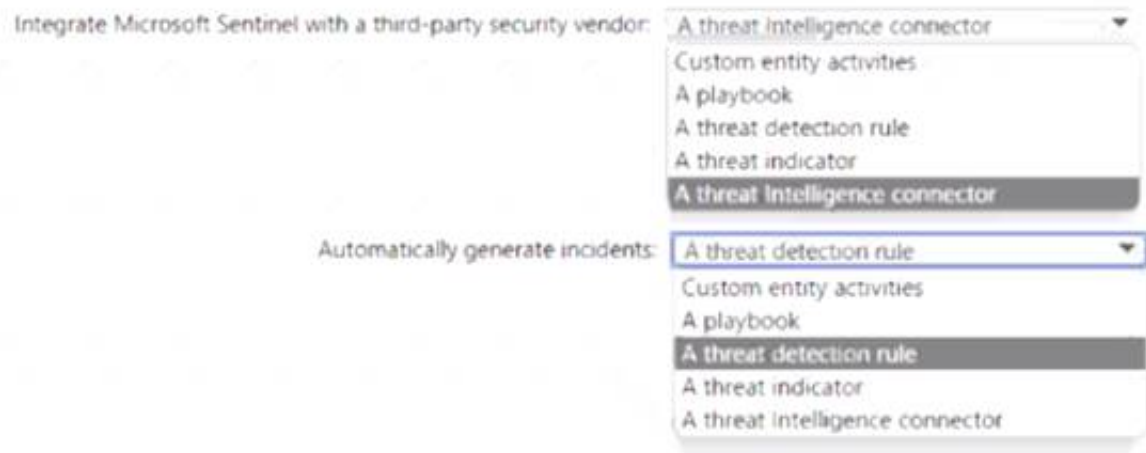 Integrate Microsoft Sentinel with a third-party security vendor: A threat Intelligence connector
Custom entity activities
A playbook
A threat detection rule
A threat indicator
A threat Intelligence connector
Automatically generate incidents: A threat detection rule
Custom entity activities
A playbook
A threat detection rule
A threat indicator
A threat Intelligence connector